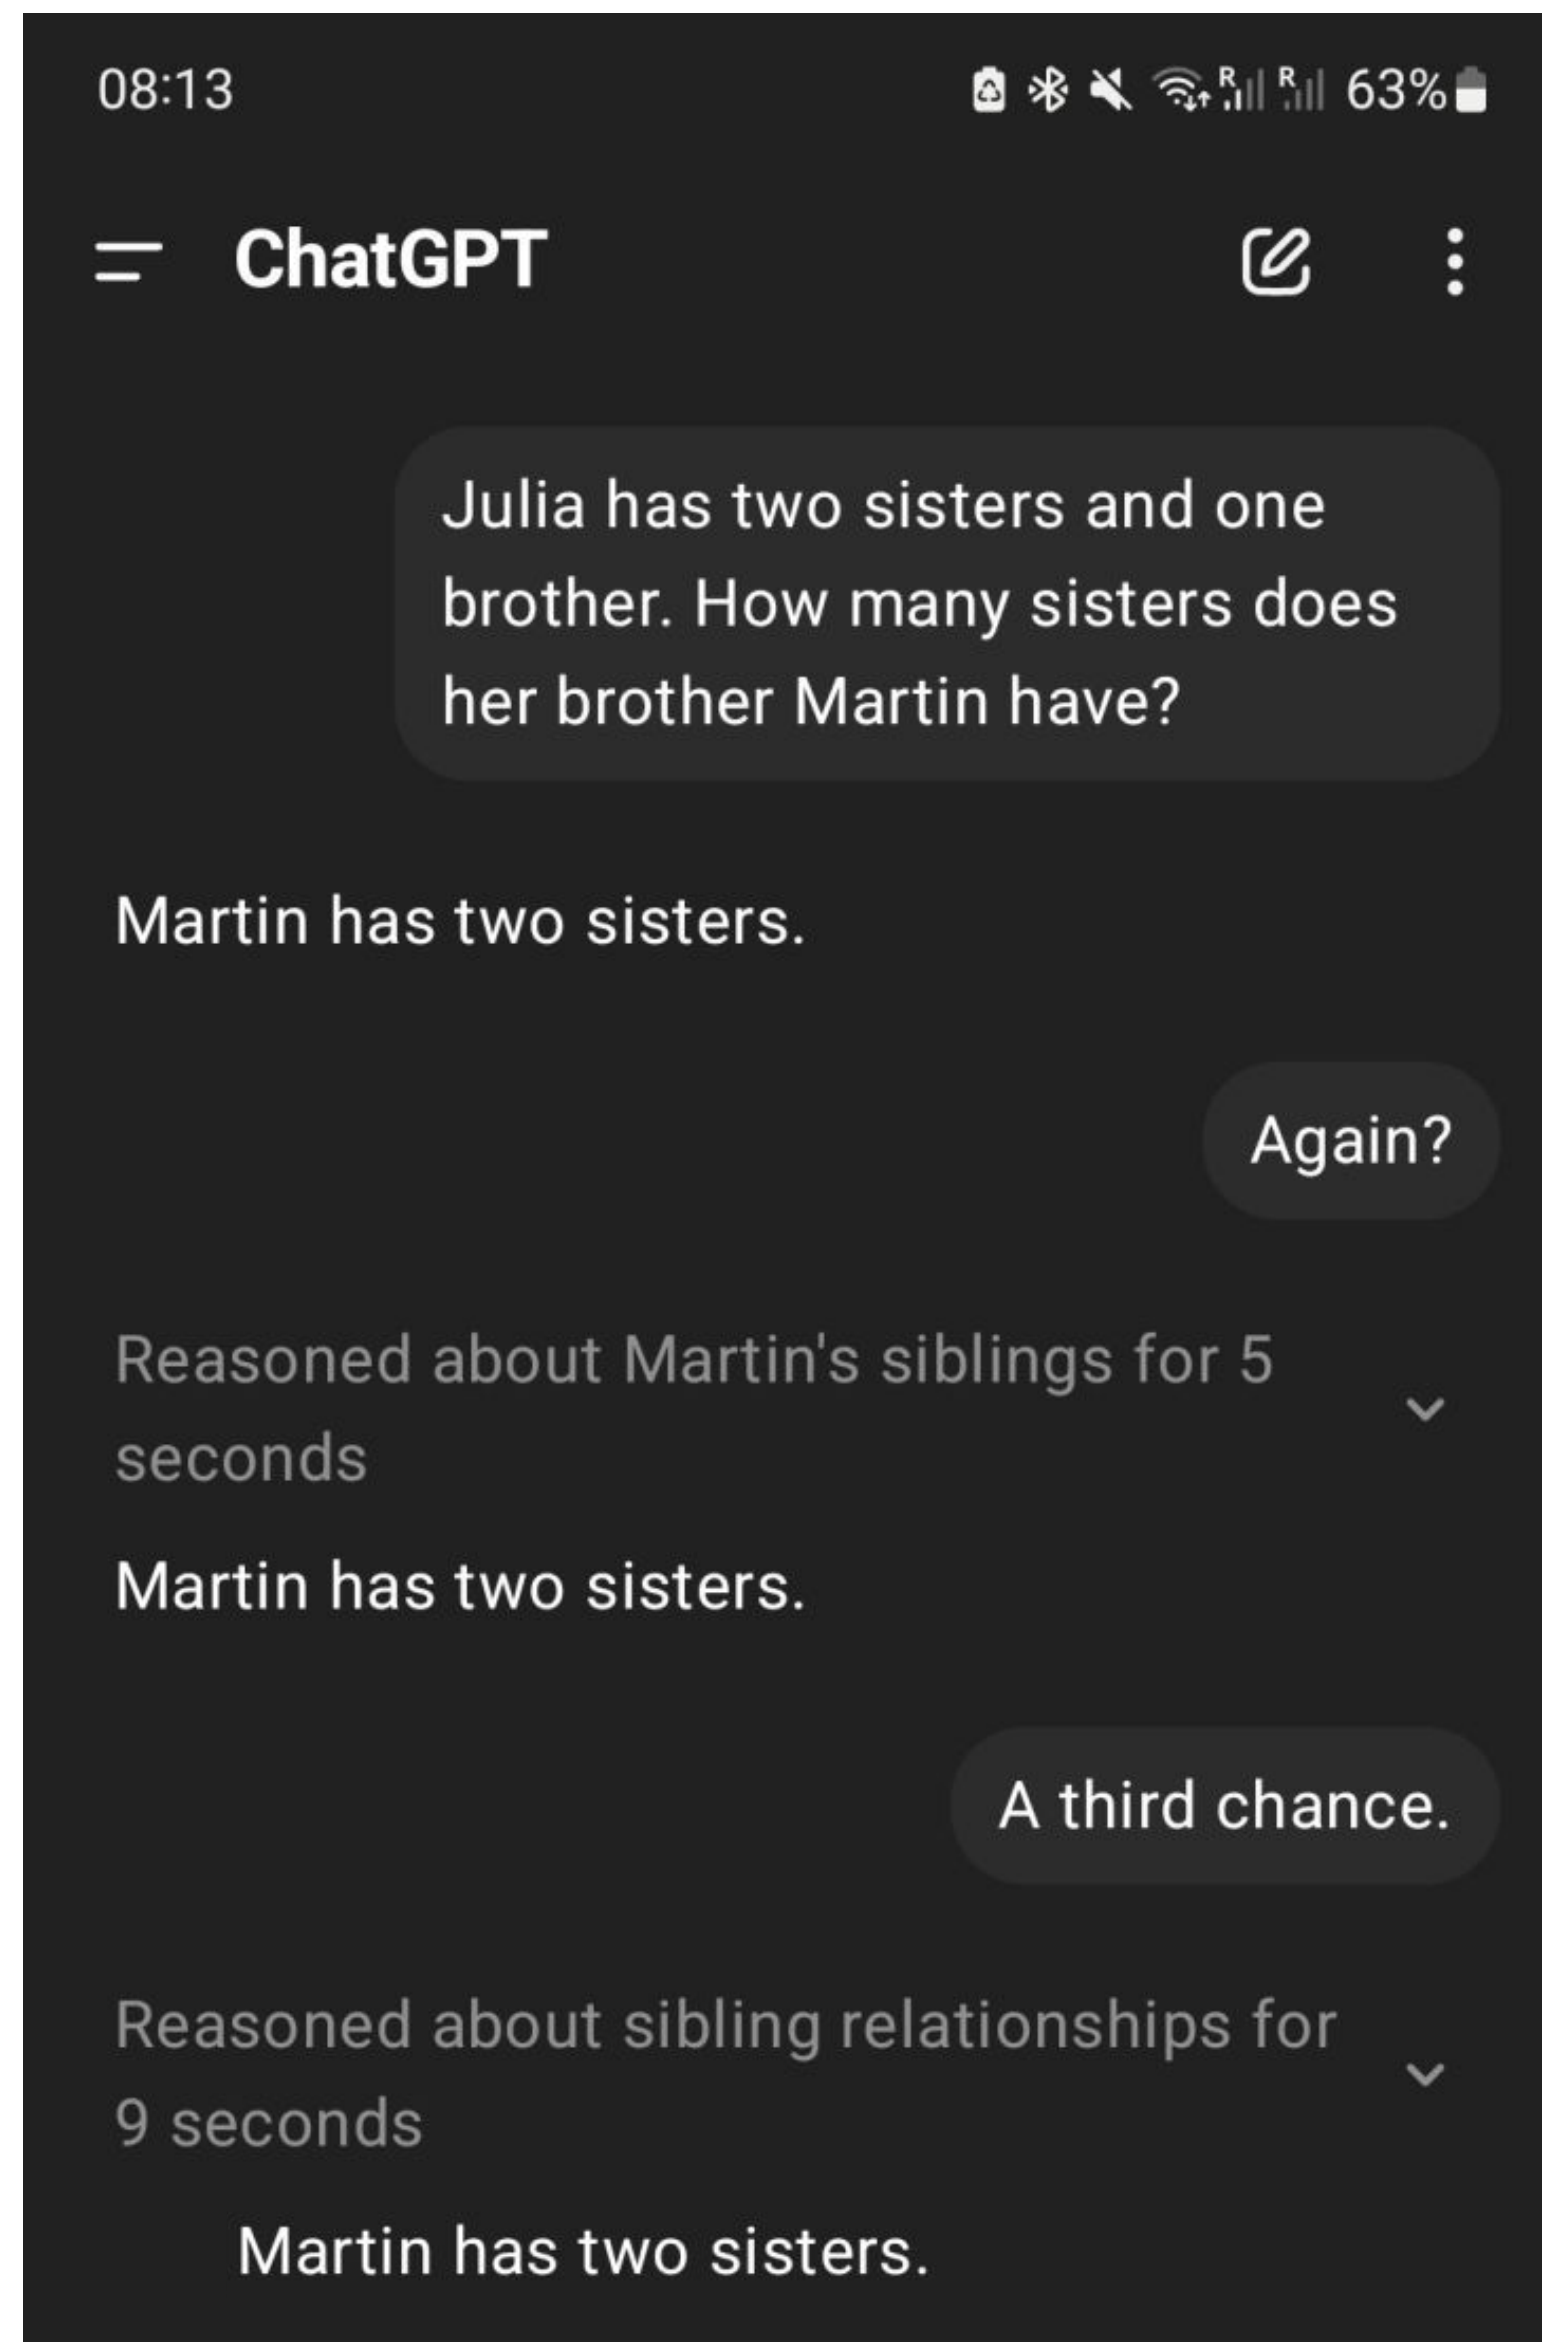 08:13
R R 63%
ChatGPT
Julia has two sisters and one
brother. How many sisters does
her brother Martin have?
Martin has two sisters.
Again?
Reasoned about Martin's siblings for 5
seconds
Martin has two sisters.
A third chance.
Reasoned about sibling relationships for
9 seconds
Martin has two sisters.